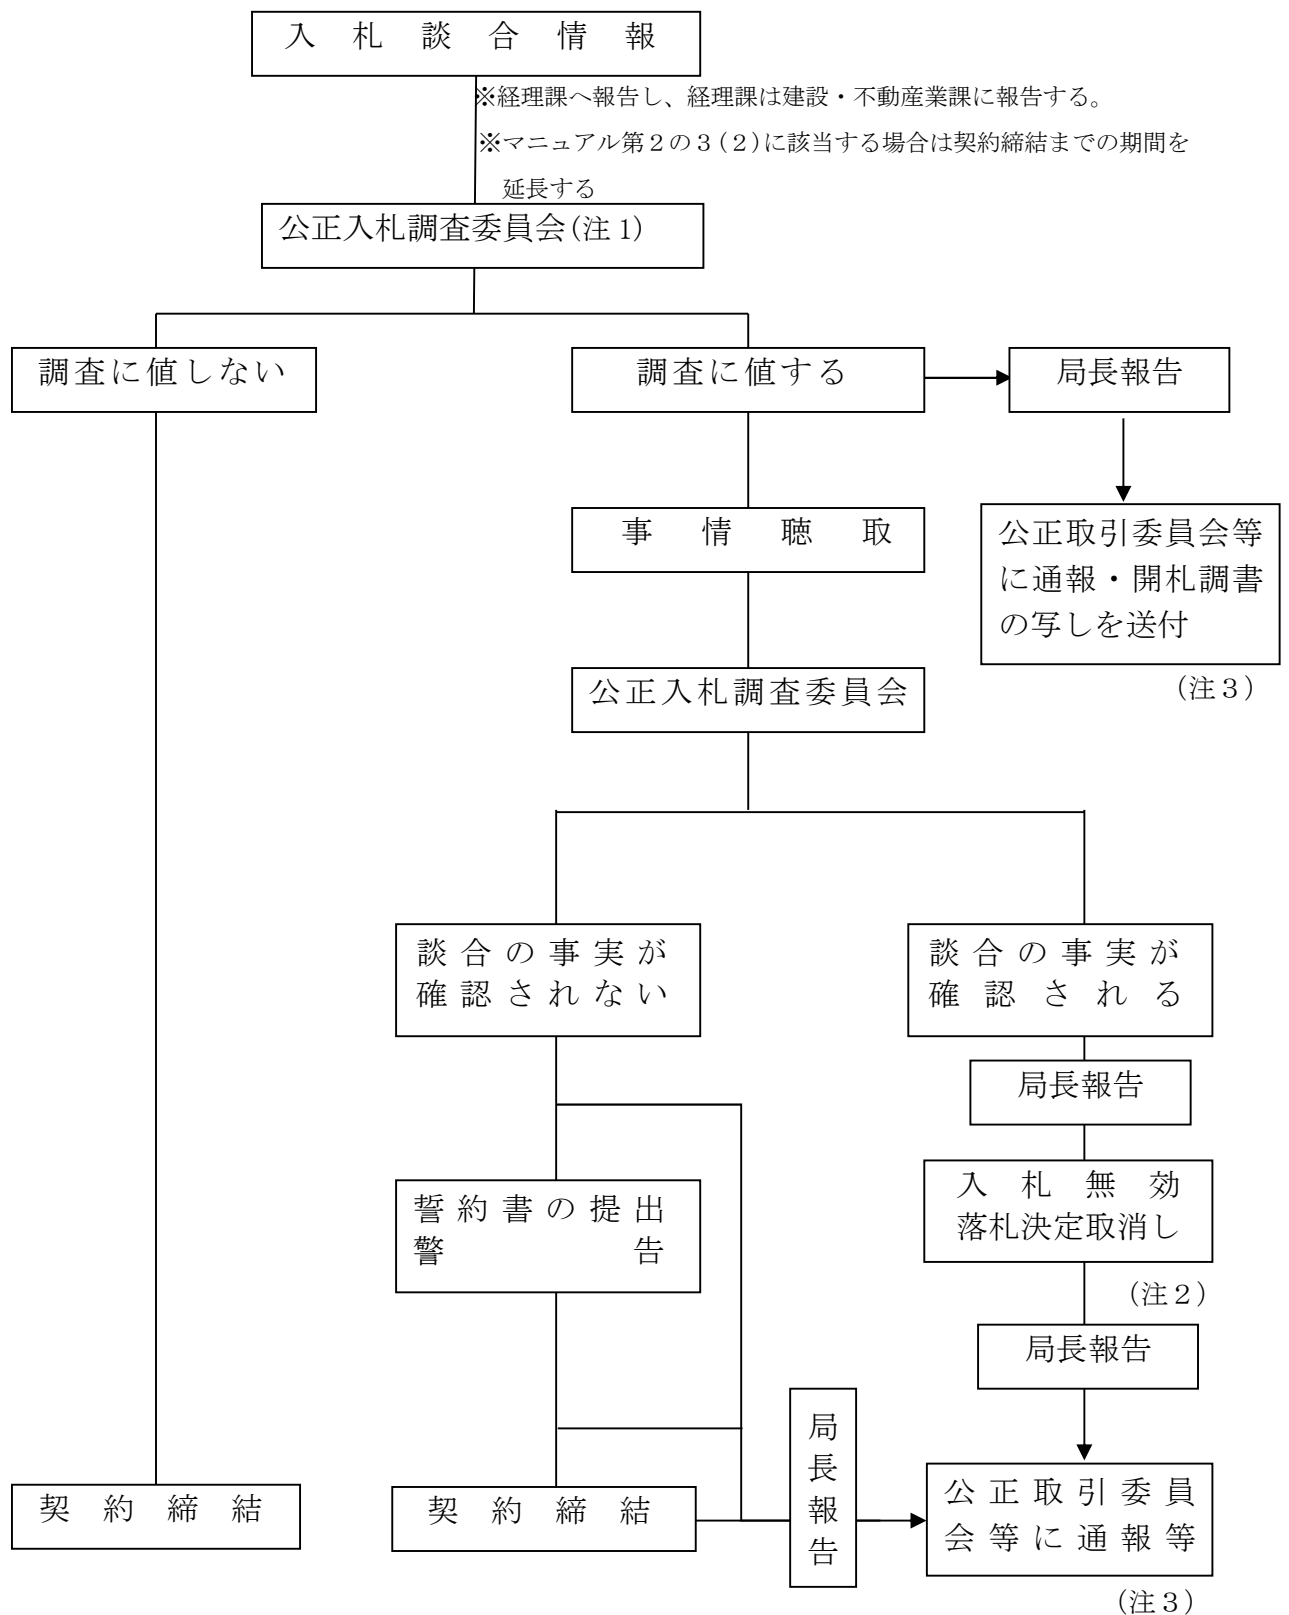 入札談合情報
※経理課へ報告し、経理課は建設・不動産業課に報告する。
※マニュアル第２の３(２)に該当する場合は契約締結までの期間を
延長する
公正入札調査委員会(注1)
調査に値しない
調査に値する
局長報告
事情聴取
公正取引委員会等
に通報・開札調書
の写しを送付
(注３)
公正入札調査委員会
談合の事実が
確認されない
談合の事実が
確認される
局長報告
誓約書の提出
警告
入札無効
落札決定取消し
(注２)
局長報告
局長報告
契約締結
契約締結
公正取引委員
会等に通報等
(注３)